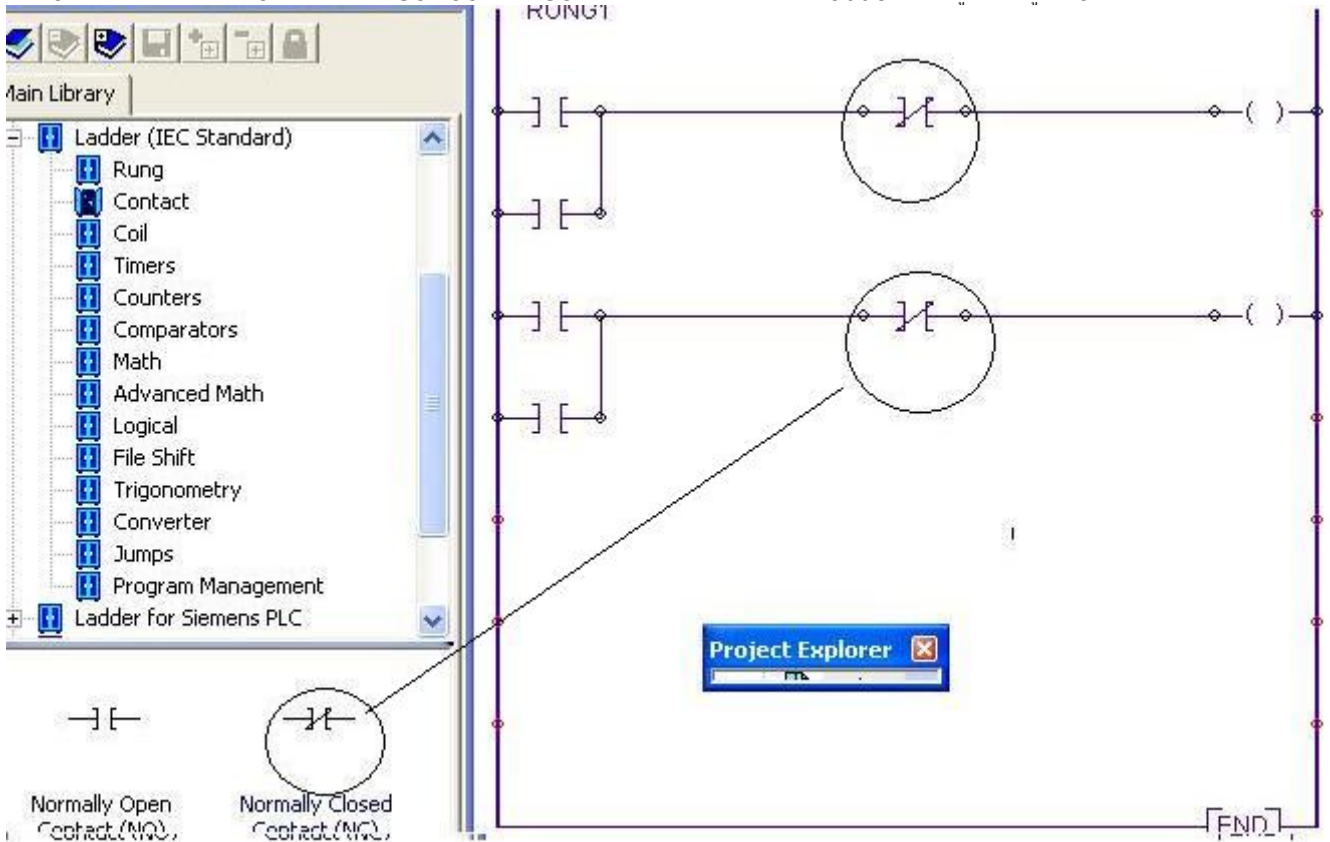 RUNG1
Main Library
Ladder (IEC Standard)
Rung
Contact
Coil
Timers
Counters
Comparators
Math
Advanced Math
Logical
File Shift
Trigonometry
Converter
Jumps
Program Management
Ladder for Siemens PLC
Project Explorer
Normally Open
Contact (NO)
Normally Closed
Contact (NC)
END